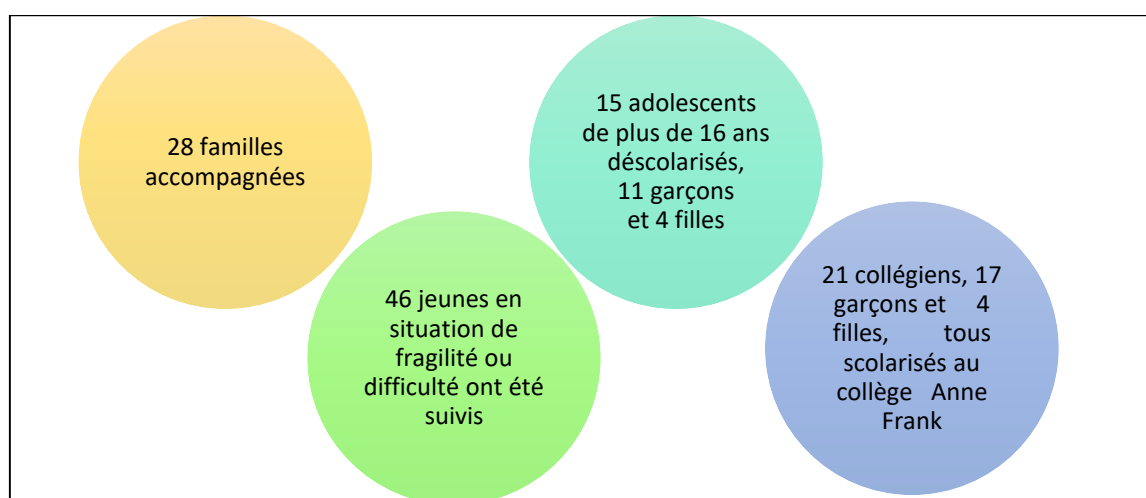 28 familles
accompagnées
46 jeunes en
situation de
fragilité ou
difficulté ont été
suivis
15 adolescents
de plus de 16 ans
déscolarisés,
11 garçons
et 4 filles
21 collégiens, 17
garçons et 4
filles, tous
scolarisés au
collège Anne
Frank